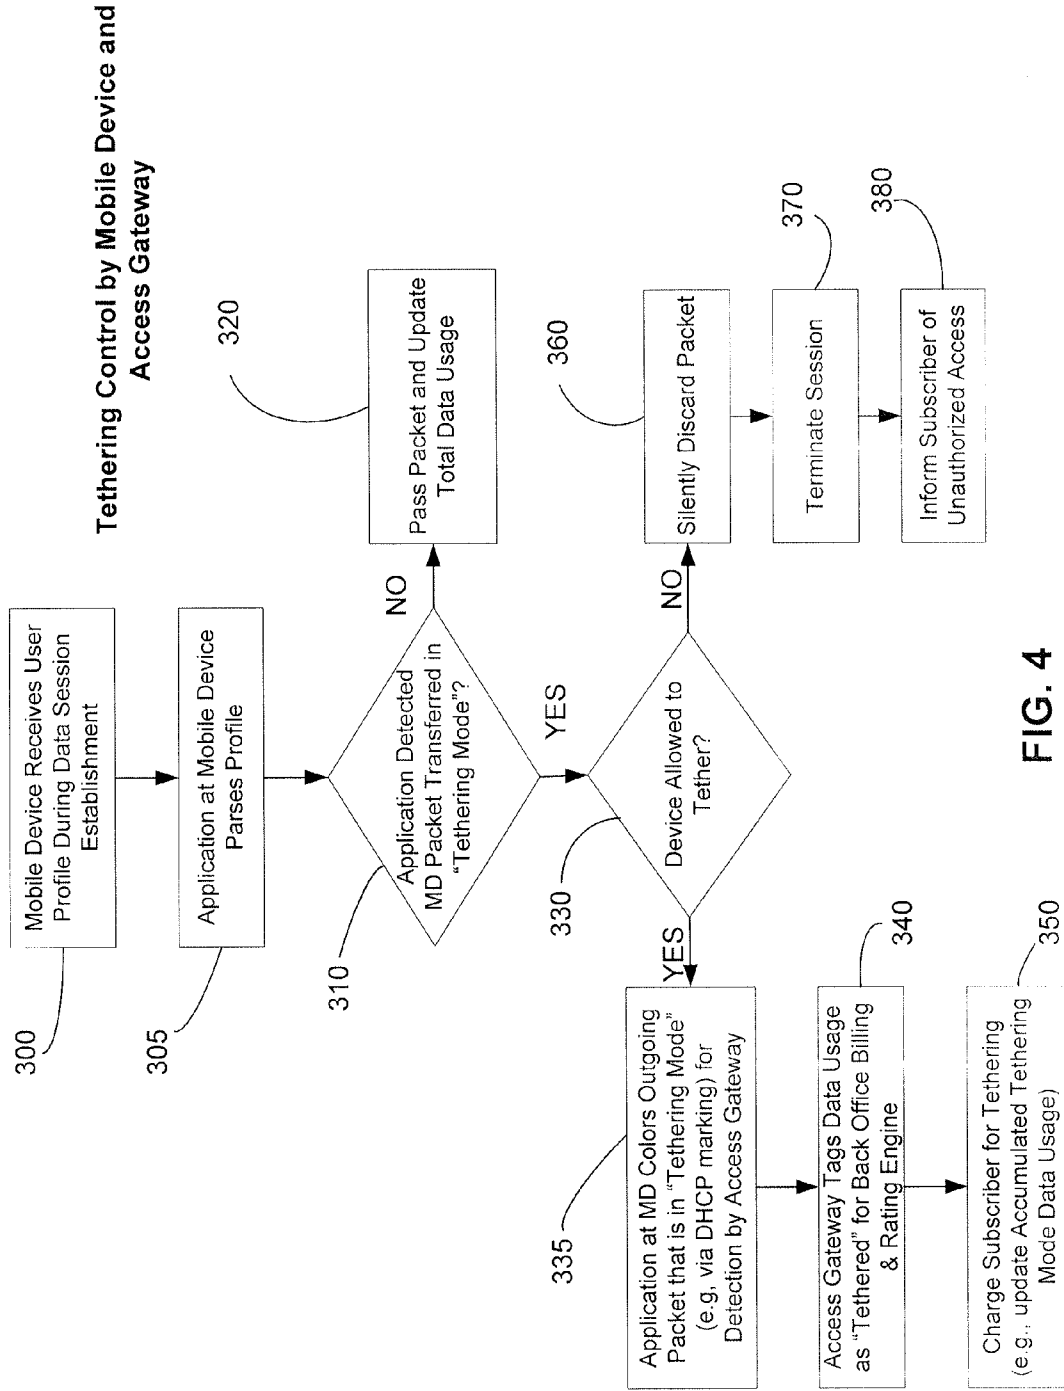 Tethering Control by Mobile Device and
Access Gateway
300
Mobile Device Receives User
Profile During Data Session
Establishment
305
Application at Mobile Device
Parses Profile
310
Application Detected
MD Packet Transferred in
"Tethering Mode"?
NO
320
Pass Packet and Update
Total Data Usage
YES
330
Device Allowed to
Tether?
NO
360
Silently Discard Packet
370
Terminate Session
380
Inform Subscriber of
Unauthorized Access
YES
335
Application at MD Colors Outgoing
Packet that is in "Tethering Mode"
(e.g, via DHCP marking) for
Detection by Access Gateway
340
Access Gateway Tags Data Usage
as "Tethered" for Back Office Billing
& Rating Engine
350
Charge Subscriber for Tethering
(e.g., update Accumulated Tethering
Mode Data Usage)
FIG. 4